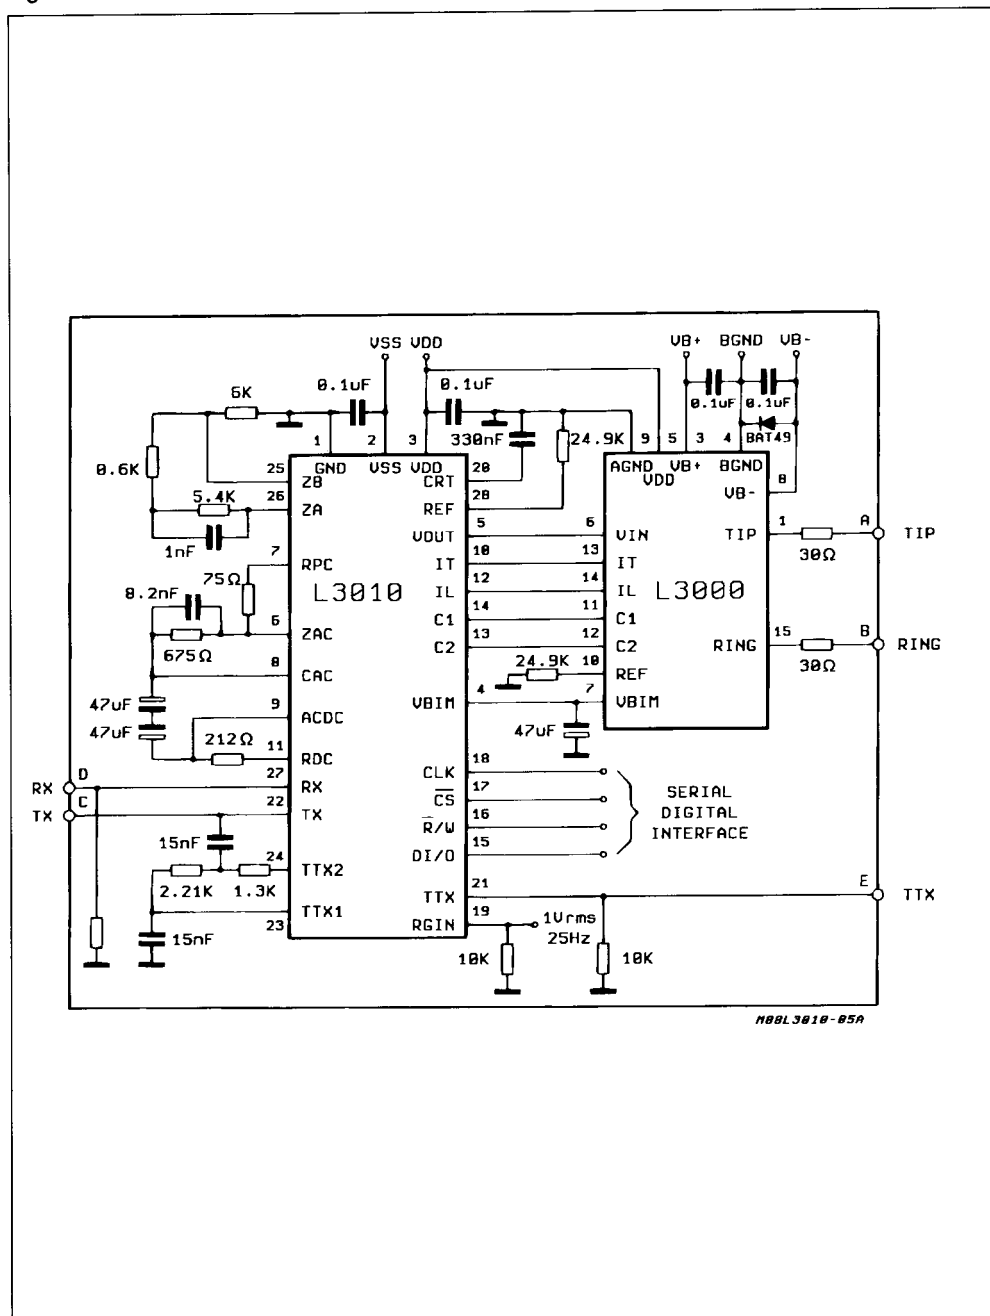 VSS VDD
VB+ BGND VB-
6K
0.1uF
0.1uF
0.1uF
0.1uF
330nF
24.9K
BAT49
1
2
3
9
5
3
4
GND
VSS
VDD
AGND
VDD
VB+
BGND
0.6K
25
ZB
20
CRT
VB-
8
5.4K
26
ZA
28
REF
1nF
5
VOUT
6
VIN
TIP
1
30Ω
A
TIP
7
RPC
10
IT
13
IT
75Ω
L3010
12
IL
14
IL
L3000
8.2nF
14
C1
11
C1
6
ZAC
13
C2
12
C2
RING
15
30Ω
B
RING
675Ω
8
CAC
24.9K
10
REF
47uF
9
ACDC
4
VBIM
7
VBIM
47uF
212Ω
11
RDC
47uF
RX
D
27
RX
18
CLK
TX
C
22
TX
17
CS
16
R/W
15
DI/O
SERIAL
DIGITAL
INTERFACE
15nF
24
TTX2
2.21K
1.3K
21
TTX
E
TTX
TTX1
23
19
RGIN
1Vrms
25Hz
15nF
10K
10K
M88L3010-05A